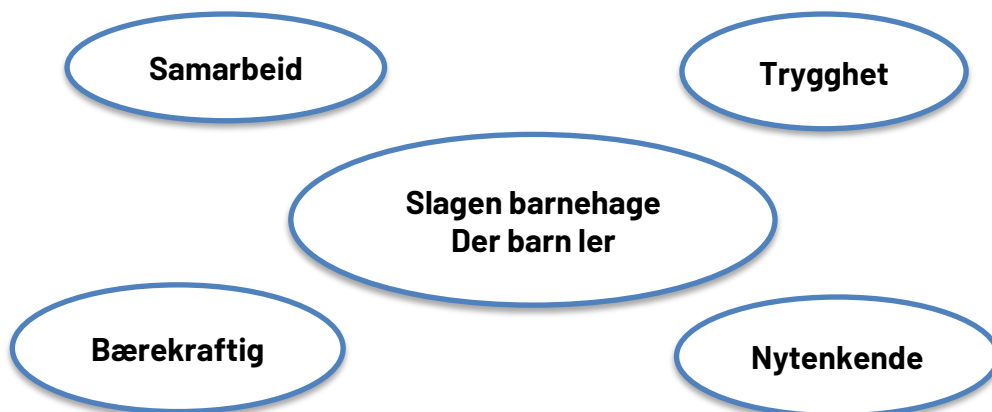 Samarbeid
Trygghet
Slagen barnehage
Der barn ler
Bærekraftig
Nytenkende